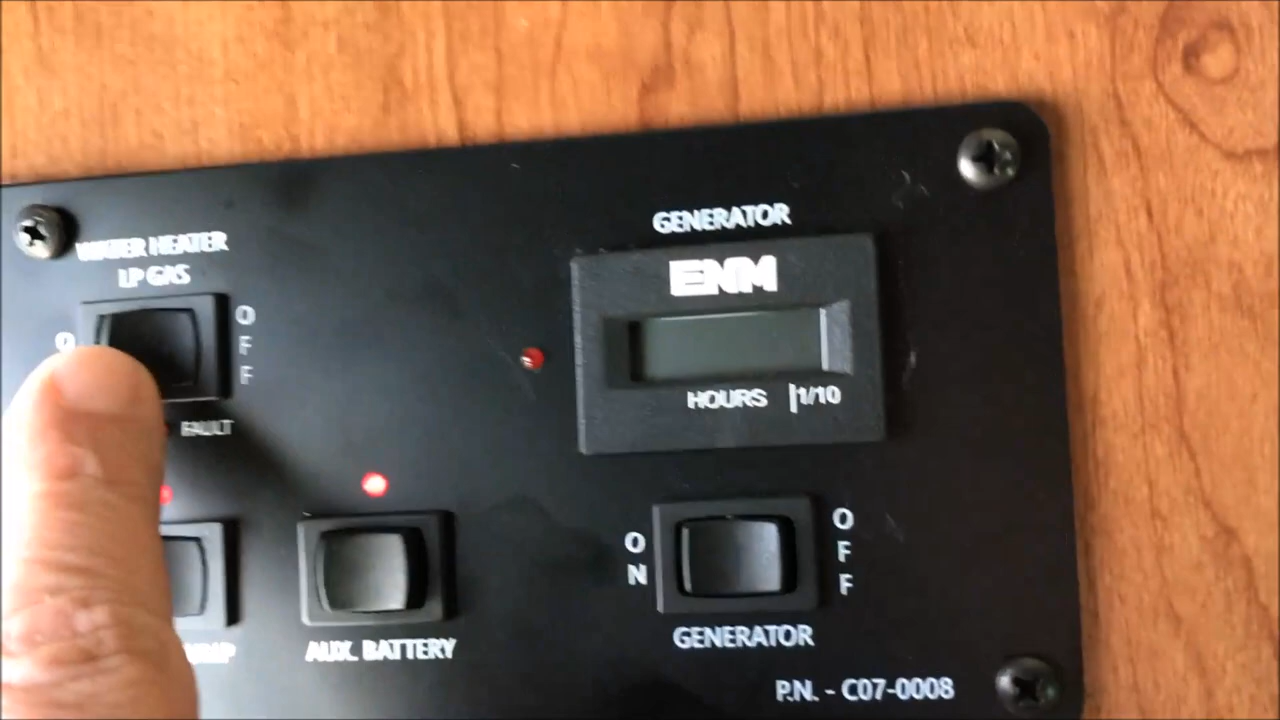 WATER HEATER
LP GAS
OFF
FAULT
GENERATOR
ENM
HOURS 1/10
AUX. BATTERY
ON
OFF
GENERATOR
P.N. - C07-0008